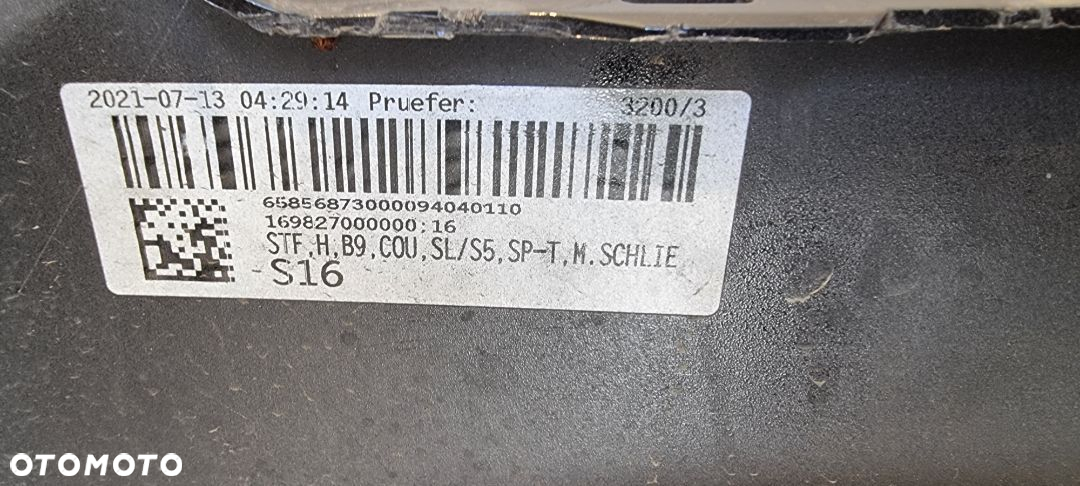 2021-07-13 04:29:14 Pruefer: 3200/3
65856873000094040110
169827000000;16
STF,H,B9,COU,SL/S5,SP-T,M.SCHLIE
-S16
OTOMOTO